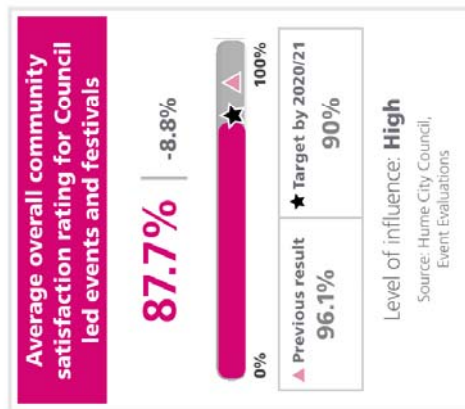 Average overall community
satisfaction rating for Council
led events and festivals
87.7%
-8.8%
0%
100%
Previous result
96.1%
Target by 2020/21
90%
Level of influence: High
Source: Hume City Council,
Event Evaluations